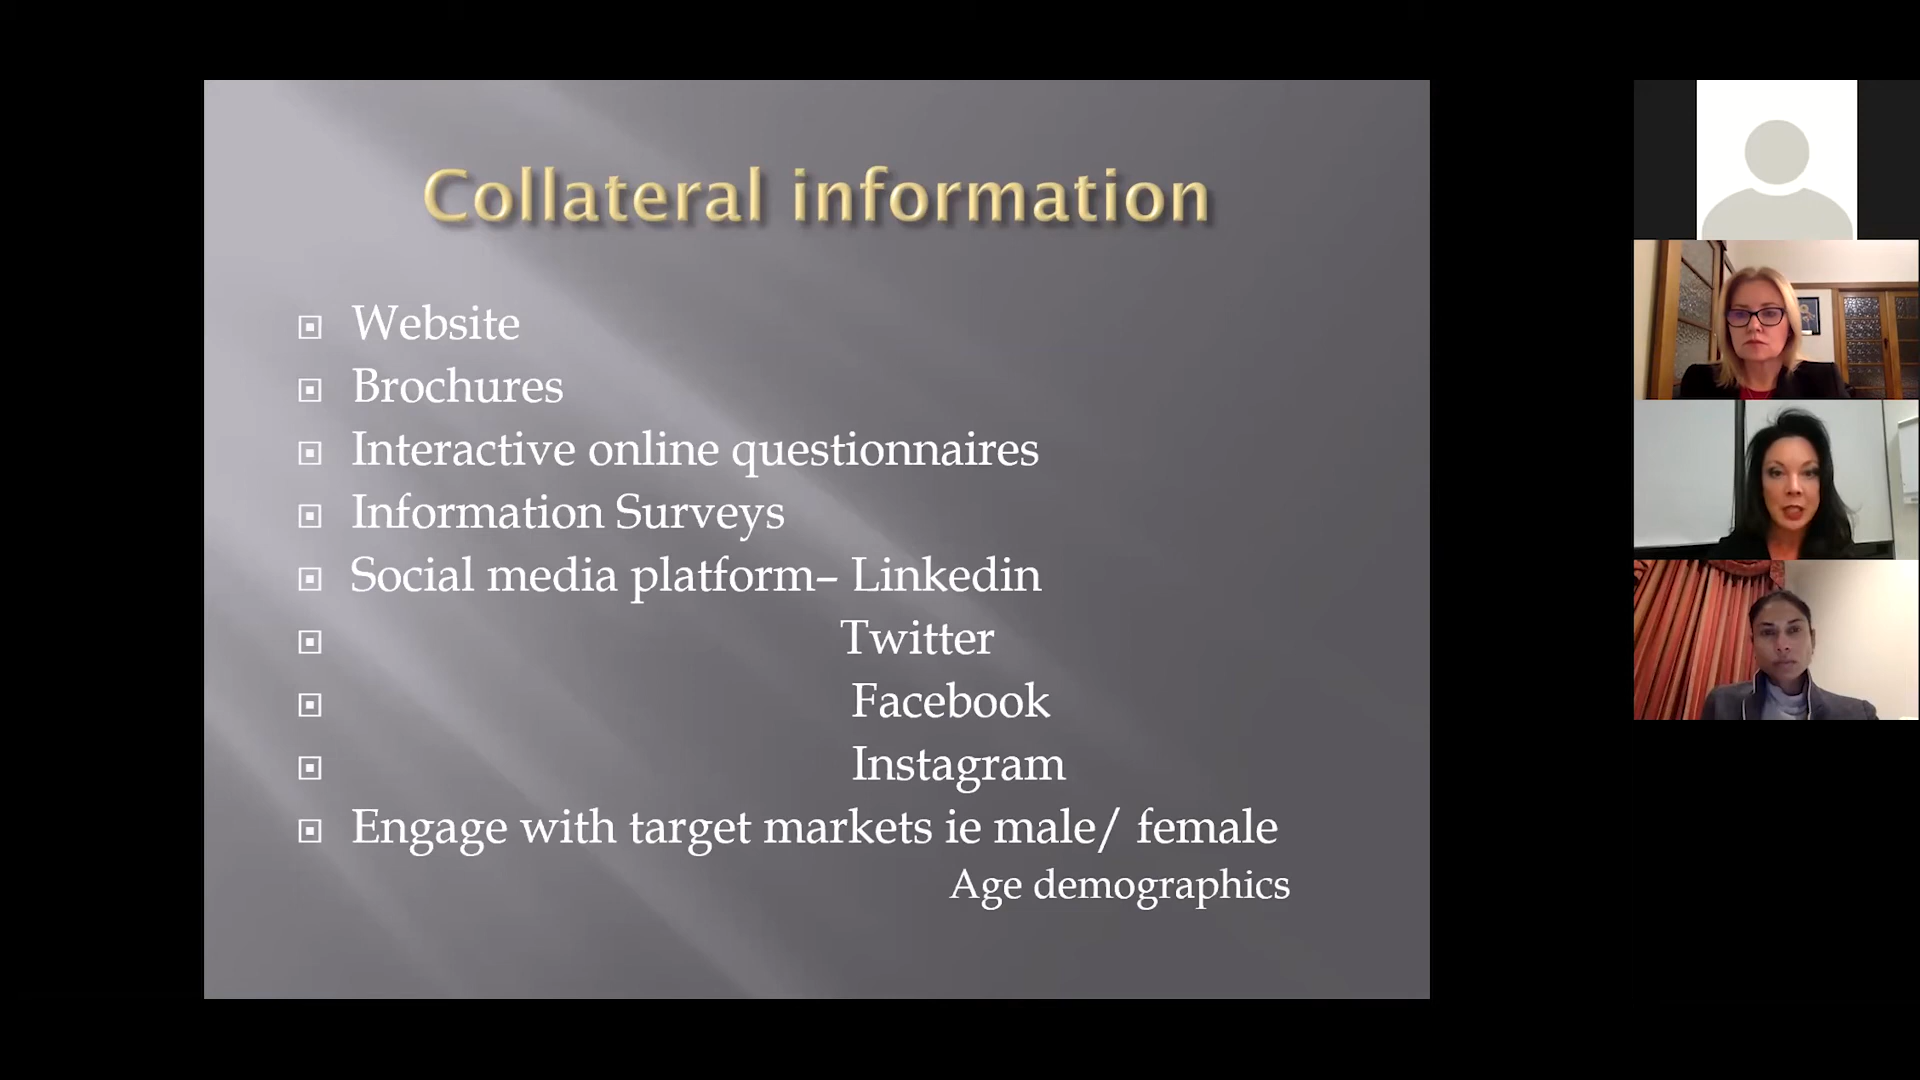 Collateral information
Website
Brochures
Interactive online questionnaires
Information Surveys
Social media platform– Linkedin
Twitter
Facebook
Instagram
Engage with target markets ie male/ female
Age demographics